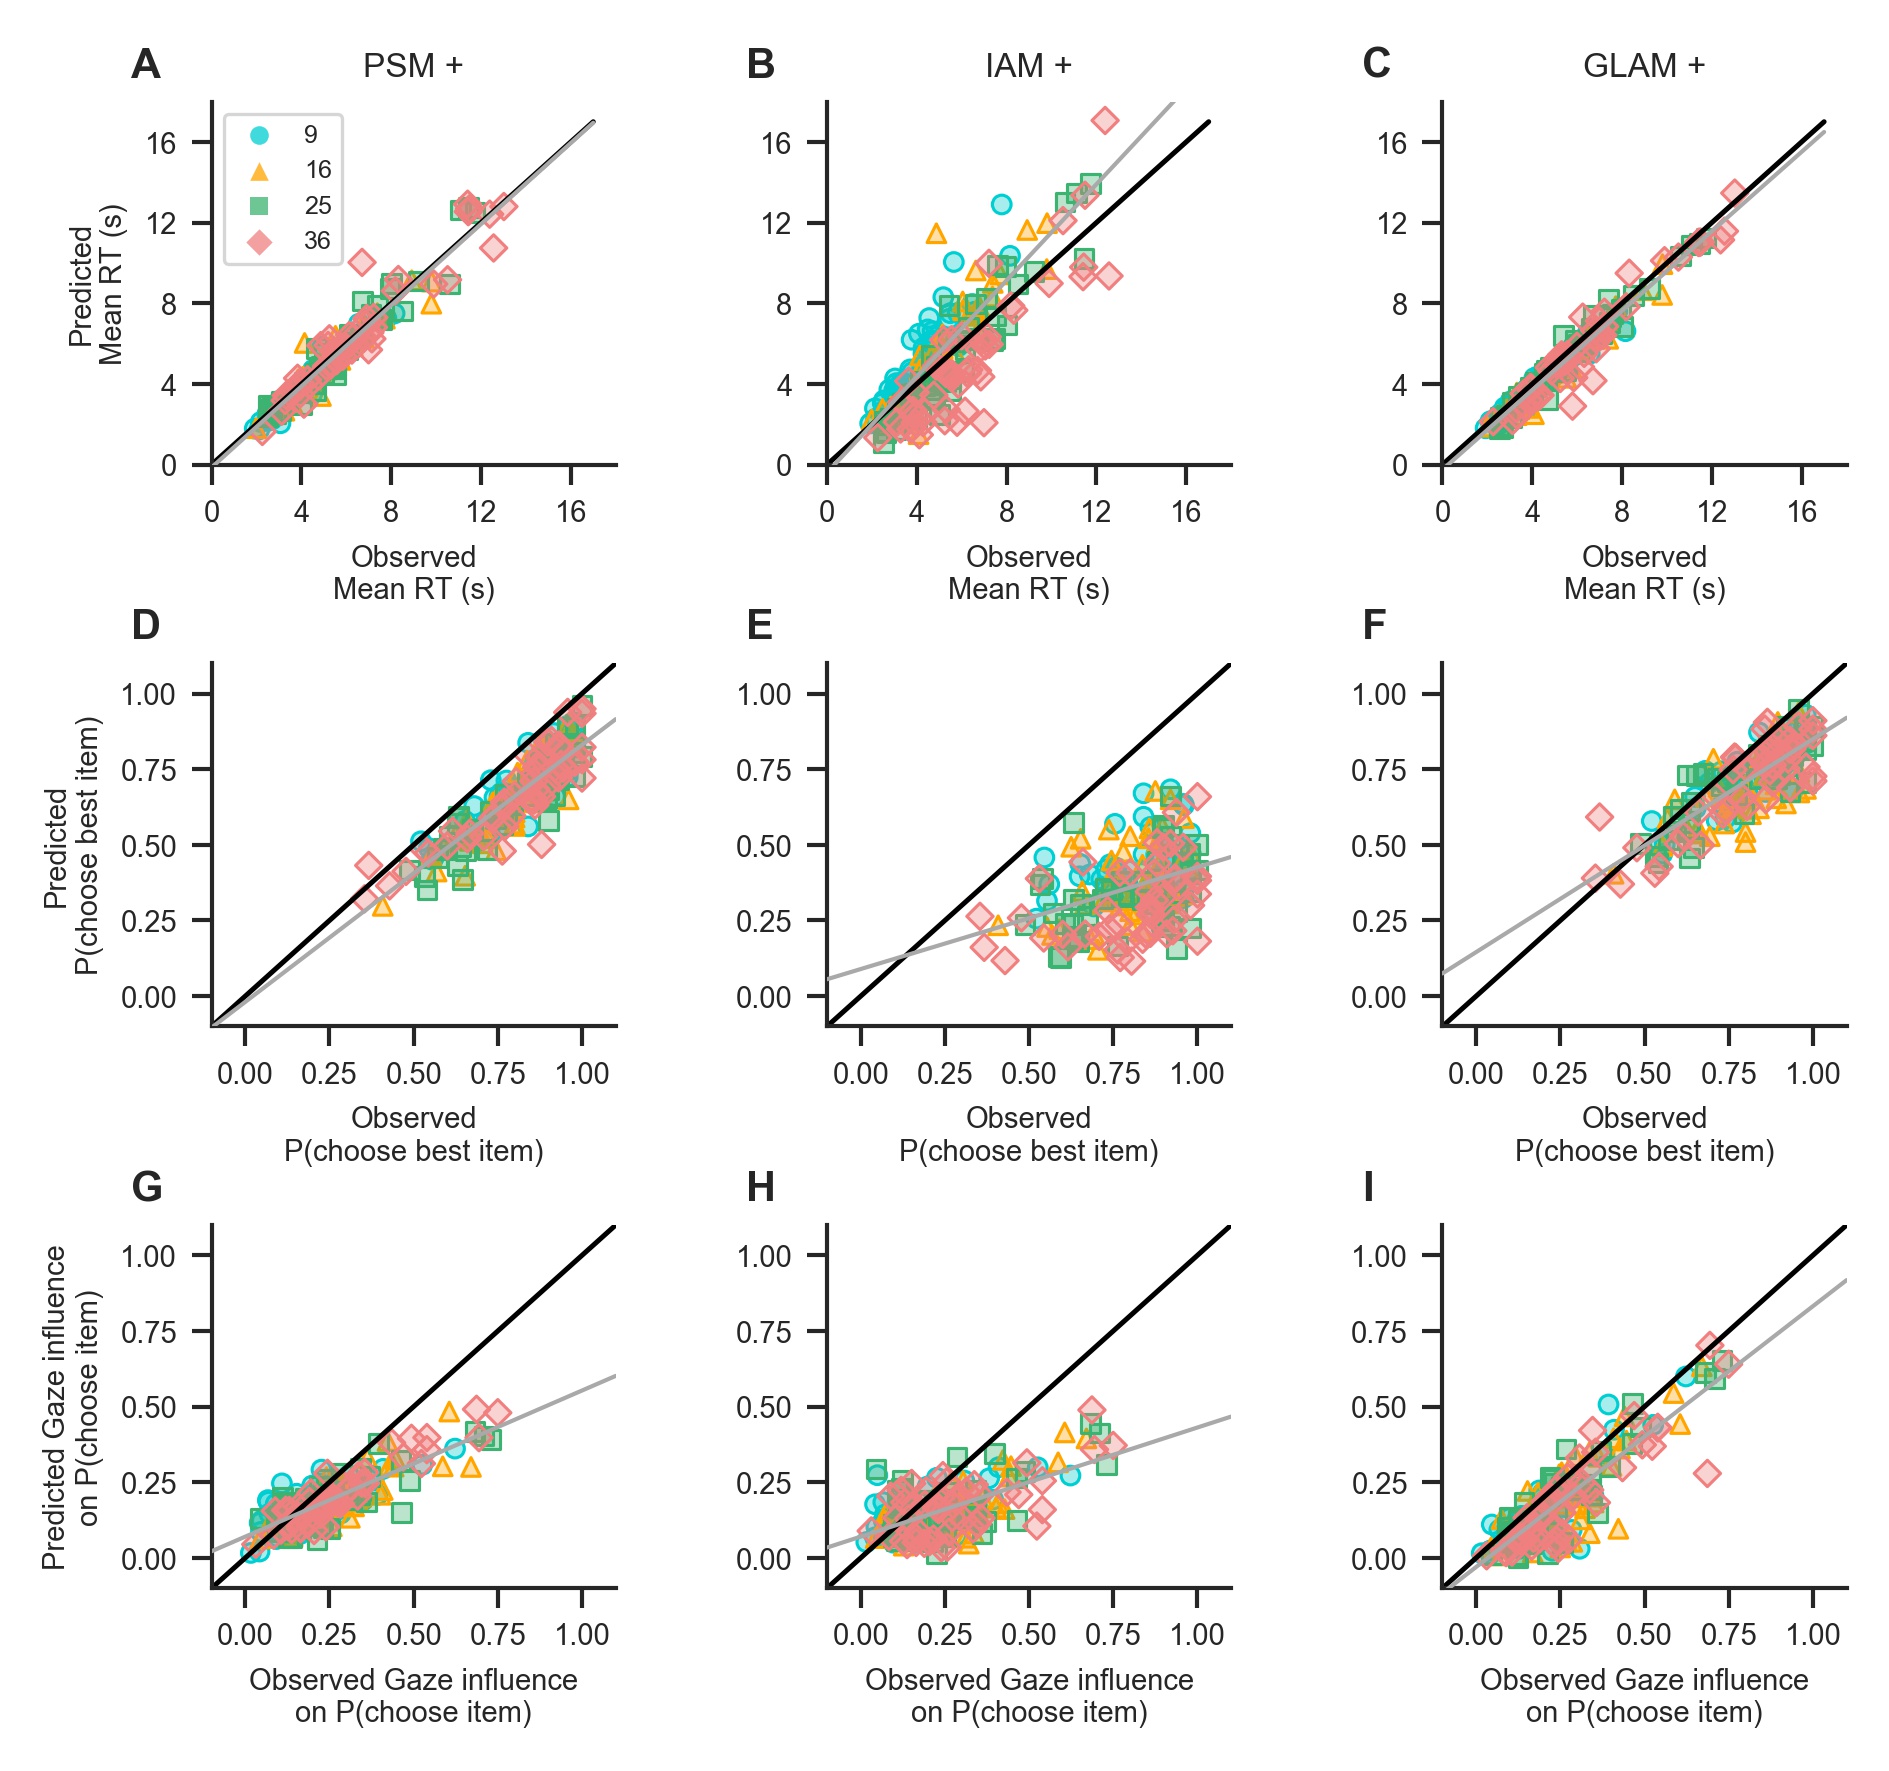 A PSM +
B IAM +
C GLAM +
9
16
25
36
Predicted
Mean RT (s)
16
12
8
4
0
0 4 8 12 16
Observed
Mean RT (s)
16
12
8
4
0
0 4 8 12 16
Observed
Mean RT (s)
16
12
8
4
0
0 4 8 12 16
Observed
Mean RT (s)
D
E
F
Predicted
P(choose best item)
1.00
0.75
0.50
0.25
0.00
0.00 0.25 0.50 0.75 1.00
Observed
P(choose best item)
1.00
0.75
0.50
0.25
0.00
0.00 0.25 0.50 0.75 1.00
Observed
P(choose best item)
1.00
0.75
0.50
0.25
0.00
0.00 0.25 0.50 0.75 1.00
Observed
P(choose best item)
G
H
I
Predicted Gaze influence
on P(choose item)
1.00
0.75
0.50
0.25
0.00
0.00 0.25 0.50 0.75 1.00
Observed Gaze influence
on P(choose item)
1.00
0.75
0.50
0.25
0.00
0.00 0.25 0.50 0.75 1.00
Observed Gaze influence
on P(choose item)
1.00
0.75
0.50
0.25
0.00
0.00 0.25 0.50 0.75 1.00
Observed Gaze influence
on P(choose item)